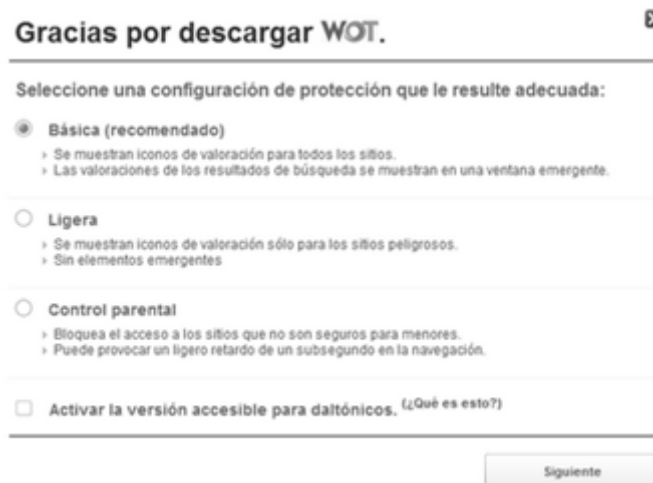 Gracias por descargar WOT.
Seleccione una configuración de protección que le resulte adecuada:
Básica (recomendado)
› Se muestran iconos de valoración para todos los sitios.
› Las valoraciones de los resultados de búsqueda se muestran en una ventana emergente.
Ligera
› Se muestran iconos de valoración sólo para los sitios peligrosos.
› Sin elementos emergentes
Control parental
› Bloquea el acceso a los sitios que no son seguros para menores.
› Puede provocar un ligero retardo de un subsegundo en la navegación.
Activar la versión accesible para daltónicos. (¿Qué es esto?)
Siguiente